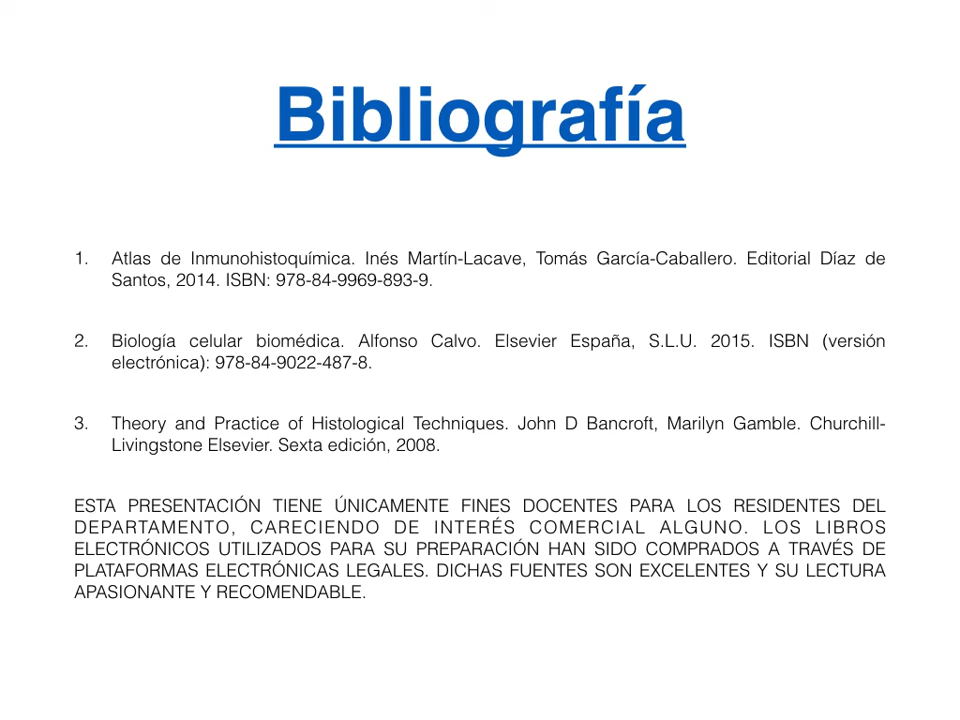 Bibliografía
1. Atlas de Inmunohistoquímica. Inés Martín-Lacave, Tomás García-Caballero. Editorial Díaz de
Santos, 2014. ISBN: 978-84-9969-893-9.
2. Biología celular biomédica. Alfonso Calvo. Elsevier España, S.L.U. 2015. ISBN (versión
electrónica): 978-84-9022-487-8.
3. Theory and Practice of Histological Techniques. John D Bancroft, Marilyn Gamble. Churchill-
Livingstone Elsevier. Sexta edición, 2008.
ESTA PRESENTACIÓN TIENE ÚNICAMENTE FINES DOCENTES PARA LOS RESIDENTES DEL
DEPARTAMENTO, CARECIENDO DE INTERÉS COMERCIAL ALGUNO. LOS LIBROS
ELECTRÓNICOS UTILIZADOS PARA SU PREPARACIÓN HAN SIDO COMPRADOS A TRAVÉS DE
PLATAFORMAS ELECTRÓNICAS LEGALES. DICHAS FUENTES SON EXCELENTES Y SU LECTURA
APASIONANTE Y RECOMENDABLE.